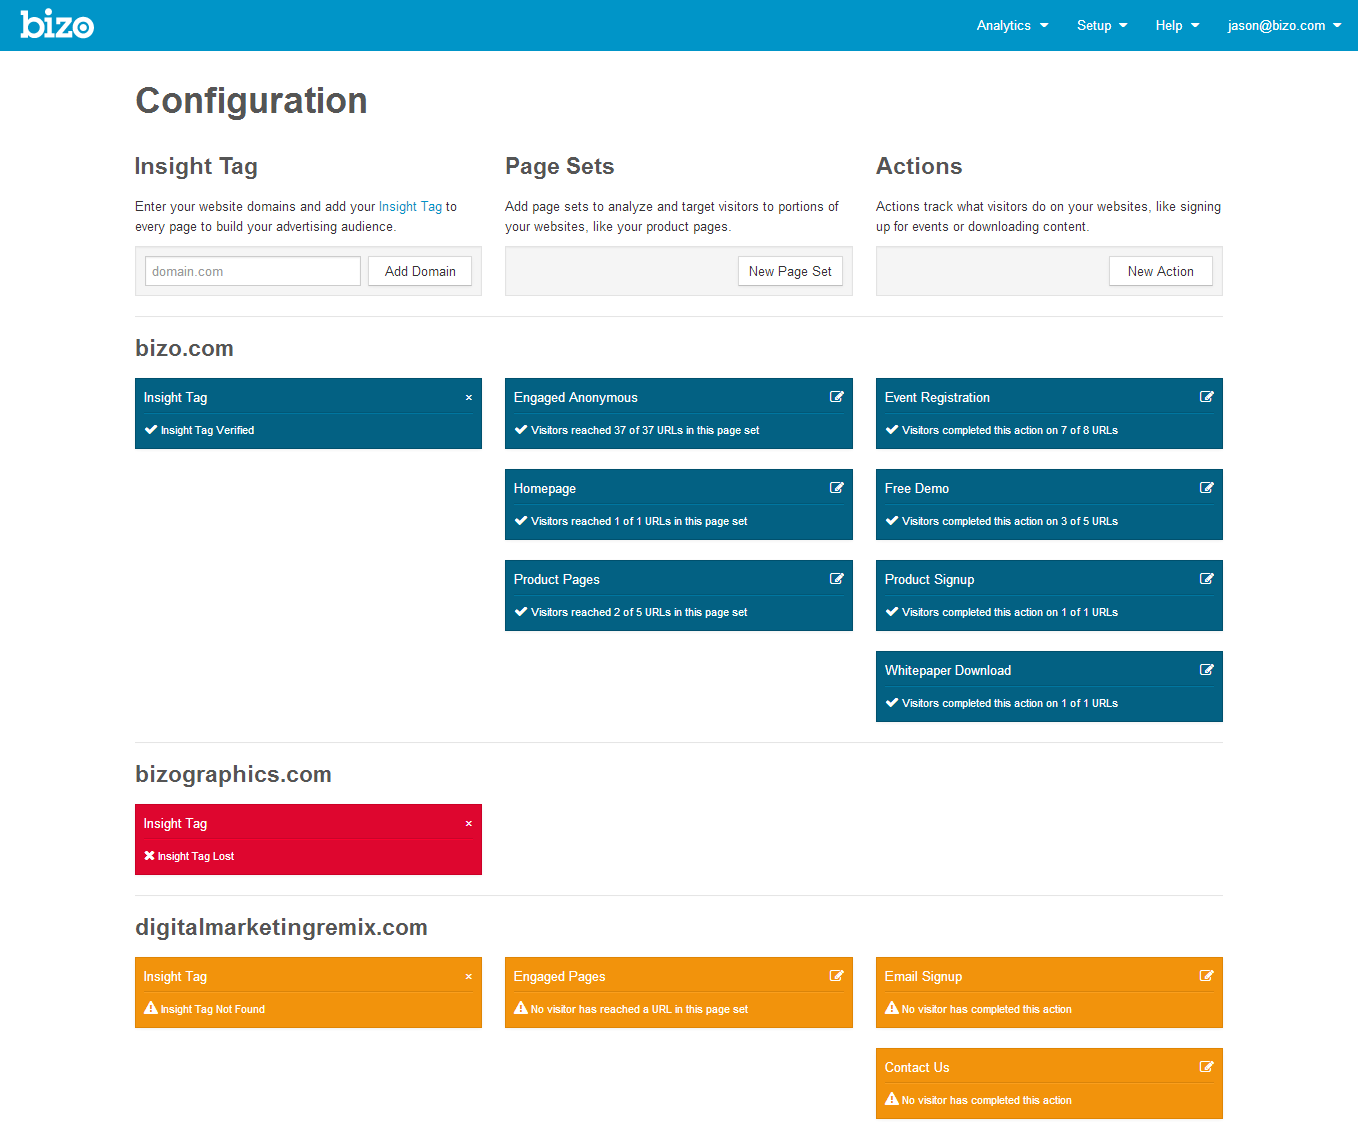 bizo
Analytics
Setup
Help
jason@bizo.com
Configuration
Insight Tag
Enter your website domains and add your Insight Tag to
every page to build your advertising audience.
domain.com
Add Domain
Page Sets
Add page sets to analyze and target visitors to portions of
your websites, like your product pages.
New Page Set
Actions
Actions track what visitors do on your websites, like signing
up for events or downloading content.
New Action
bizo.com
Insight Tag
Insight Tag Verified
Engaged Anonymous
Visitors reached 37 of 37 URLs in this page set
Homepage
Visitors reached 1 of 1 URLs in this page set
Product Pages
Visitors reached 2 of 5 URLs in this page set
Event Registration
Visitors completed this action on 7 of 8 URLs
Free Demo
Visitors completed this action on 3 of 5 URLs
Product Signup
Visitors completed this action on 1 of 1 URLs
Whitepaper Download
Visitors completed this action on 1 of 1 URLs
bizographics.com
Insight Tag
Insight Tag Lost
digitalmarketingremix.com
Insight Tag
Insight Tag Not Found
Engaged Pages
No visitor has reached a URL in this page set
Email Signup
No visitor has completed this action
Contact Us
No visitor has completed this action